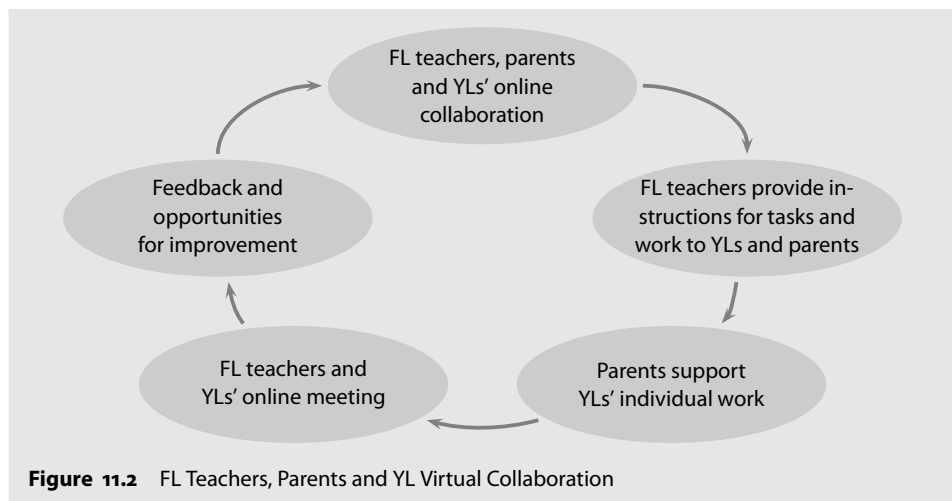 FL teachers, parents
and YLs' online
collaboration
FL teachers provide in-
structions for tasks and
work to YLs and parents
Parents support
YLs' individual work
FL teachers and
YLs' online meeting
Feedback and
opportunities
for improvement
Figure 11.2 FL Teachers, Parents and YL Virtual Collaboration